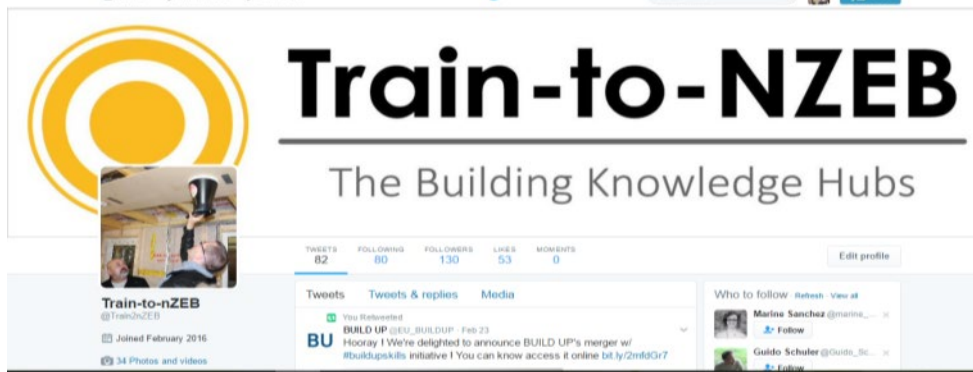 Train-to-NZEB
The Building Knowledge Hubs
TWEETS FOLLOWING FOLLOWERS LIKES MOMENTS
82 80 130 53 0
Edit profile
Train-to-nZEB
@Train2nZEB
Joined February 2016
34 Photos and videos
Tweets Tweets & replies Media
You Retweeted
BU
BUILD UP @EU_BUILDUP · Feb 23
Hooray ! We're delighted to announce BUILD UP's merger w/
#buildupskills initiative ! You can know access it online bit.ly/2mfdGr7
Who to follow Refresh · View all
Marine Sanchez @marine_...
Follow
Guido Schuler @Guido_Sc...
Follow